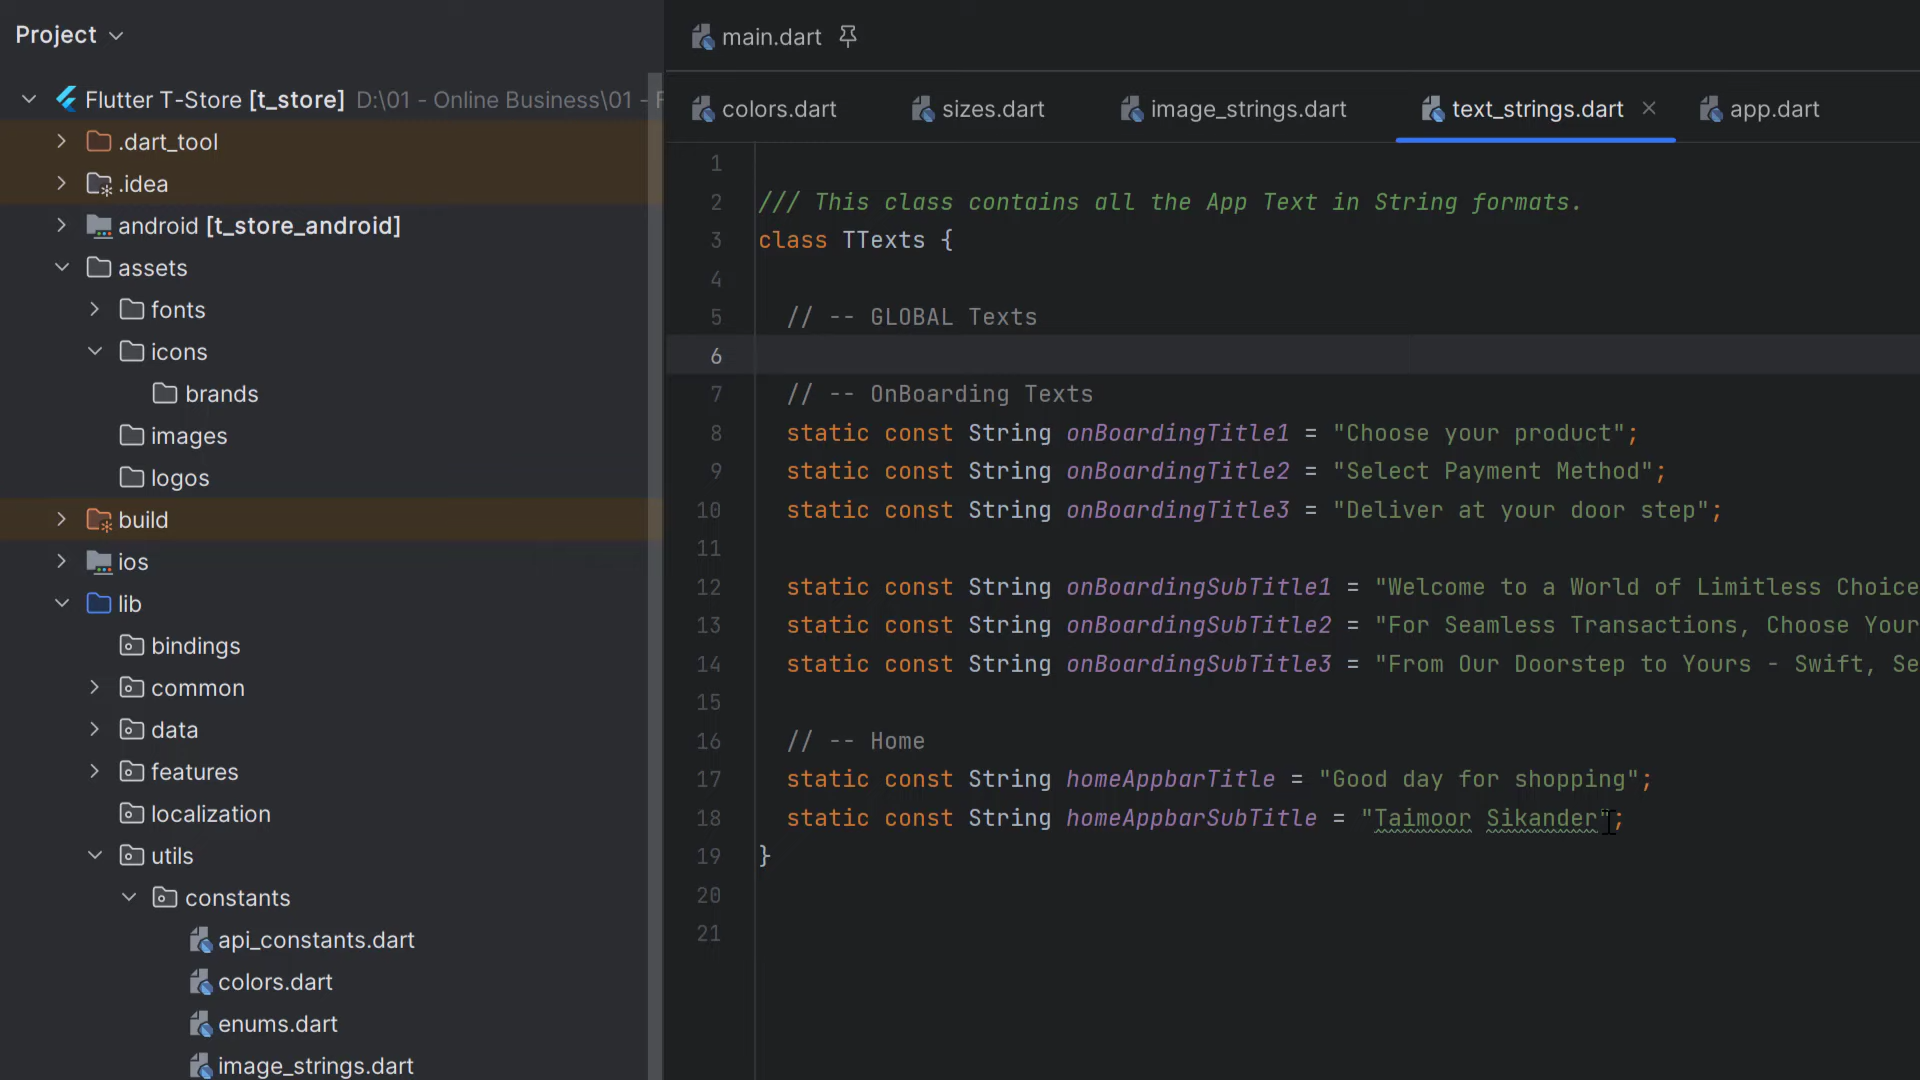 Project
Flutter T-Store [t_store] D:\01 - Online Business\01 -
.dart_tool
.idea
android [t_store_android]
assets
fonts
icons
brands
images
logos
build
ios
lib
bindings
common
data
features
localization
utils
constants
api_constants.dart
colors.dart
enums.dart
image_strings.dart
main.dart
colors.dart sizes.dart image_strings.dart text_strings.dart app.dart
1
2 /// This class contains all the App Text in String formats.
3 class TTexts {
4
5 // -- GLOBAL Texts
6
7 // -- OnBoarding Texts
8 static const String onBoardingTitle1 = "Choose your product";
9 static const String onBoardingTitle2 = "Select Payment Method";
10 static const String onBoardingTitle3 = "Deliver at your door step";
11
12 static const String onBoardingSubTitle1 = "Welcome to a World of Limitless Choice
13 static const String onBoardingSubTitle2 = "For Seamless Transactions, Choose Your
14 static const String onBoardingSubTitle3 = "From Our Doorstep to Yours - Swift, Se
15
16 // -- Home
17 static const String homeAppbarTitle = "Good day for shopping";
18 static const String homeAppbarSubTitle = "Taimoor Sikander";
19 }
20
21